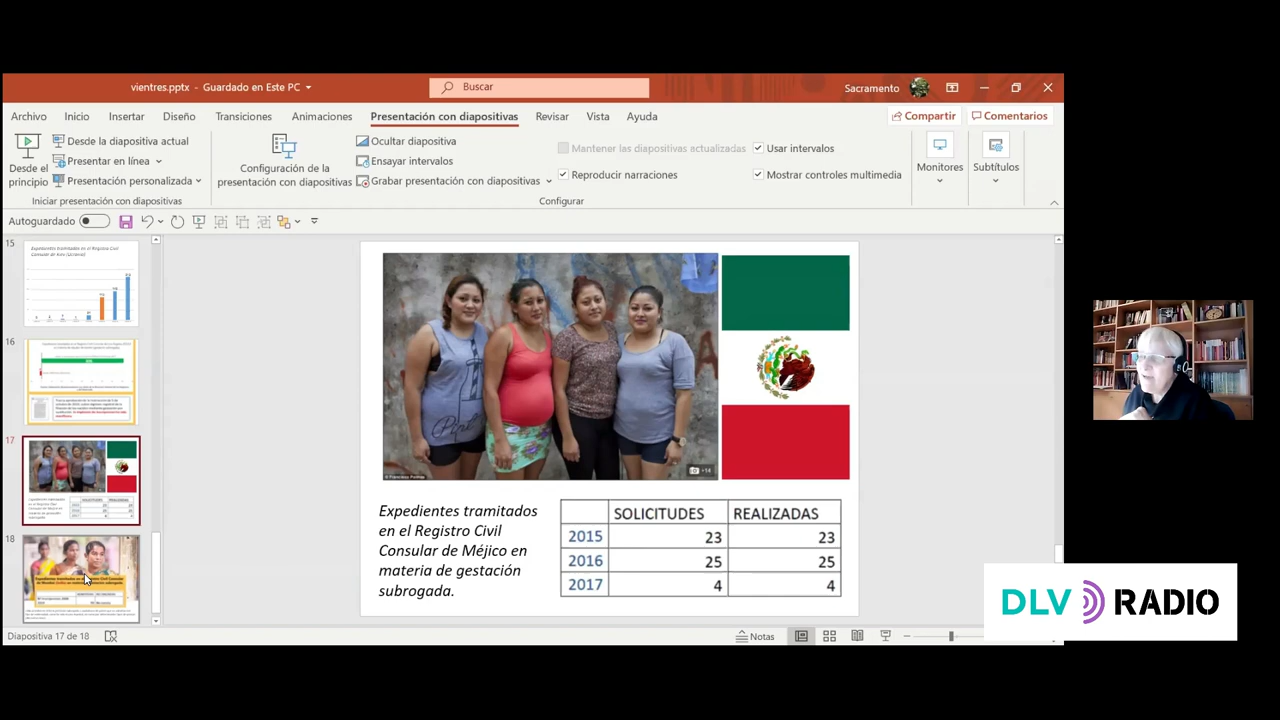 vientres.pptx - Guardado en Este PC
Buscar
Sacramento
Archivo Inicio Insertar Diseño Transiciones Animaciones Presentación con diapositivas Revisar Vista Ayuda Compartir Comentarios
Desde el principio
Desde la diapositiva actual
Presentar en línea
Presentación personalizada
Iniciar presentación con diapositivas
Configuración de la presentación con diapositivas
Ocultar diapositiva
Ensayar intervalos
Grabar presentación con diapositivas
Mantener las diapositivas actualizadas
Usar intervalos
Reproducir narraciones
Mostrar controles multimedia
Configurar
Monitores
Subtítulos
Autoguardado
15
16
17
18
+14
Expedientes tramitados
en el Registro Civil
Consular de Méjico en
materia de gestación
subrogada.
SOLICITUDES REALIZADAS
2015 23 23
2016 25 25
2017 4 4
Diapositiva 17 de 18
Notas
DLV RADIO